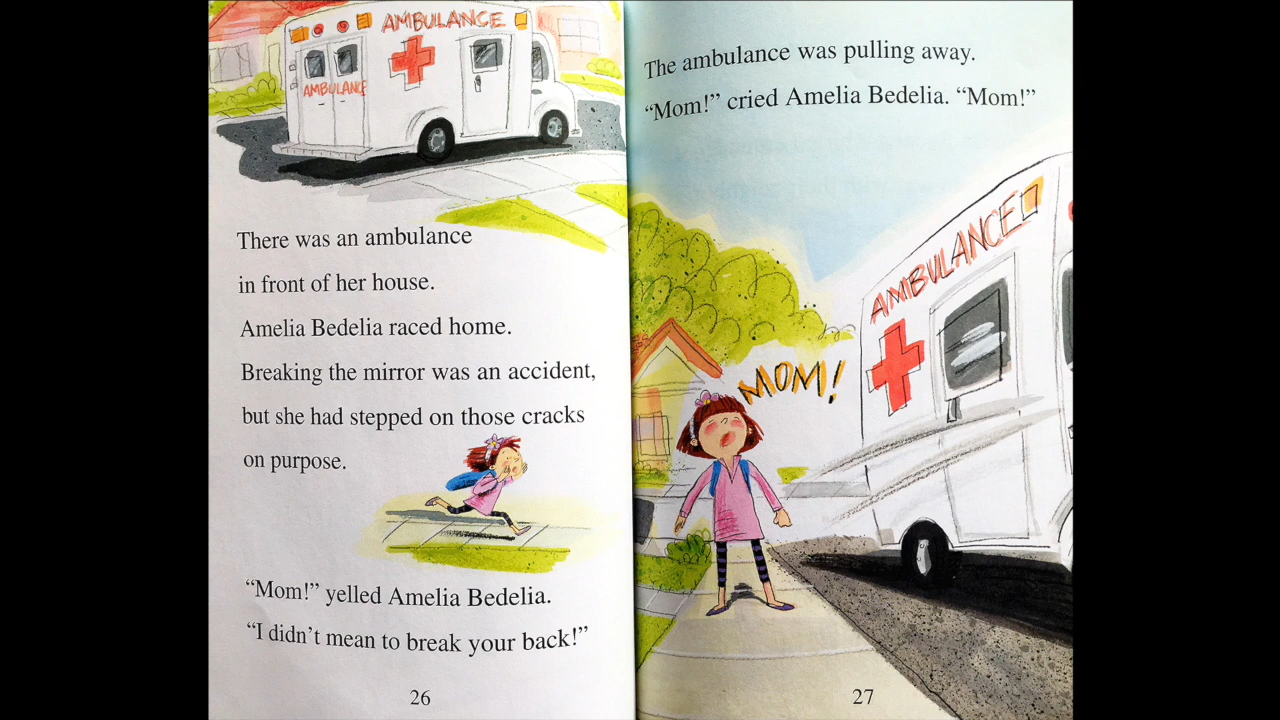 AMBULANCE
AMBULANCE
There was an ambulance
in front of her house.
Amelia Bedelia raced home.
Breaking the mirror was an accident,
but she had stepped on those cracks
on purpose.
“Mom!” yelled Amelia Bedelia.
“I didn’t mean to break your back!”
26
The ambulance was pulling away.
“Mom!” cried Amelia Bedelia. “Mom!”
AMBULANCE
MOM!
27